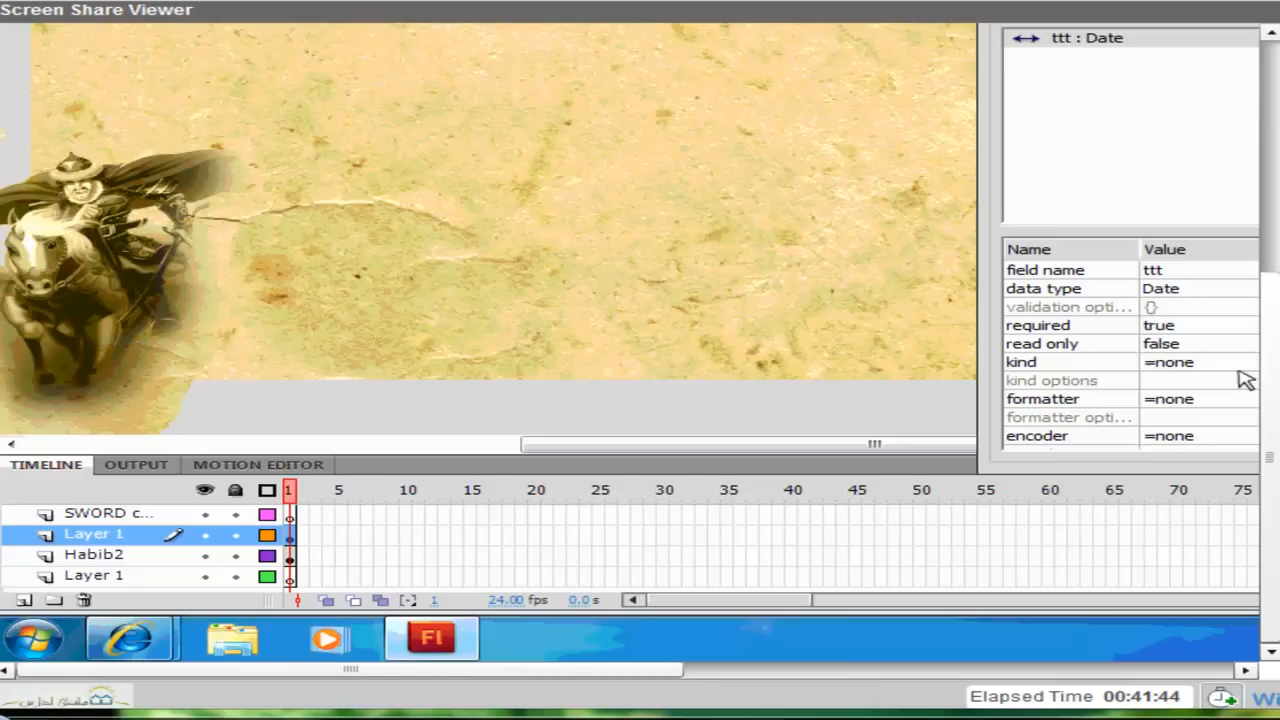 Screen Share Viewer
ttt : Date
Name Value
field name ttt
data type Date
validation opti... {}
required true
read only false
kind =none
kind options
formatter =none
formatter opti...
encoder =none
TIMELINE OUTPUT MOTION EDITOR
1 5 10 15 20 25 30 35 40 45 50 55 60 65 70 75
SWORD c...
Layer 1
Habib2
Layer 1
1 24.00 fps 0.0 s
Fl
Elapsed Time 00:41:44
Wi